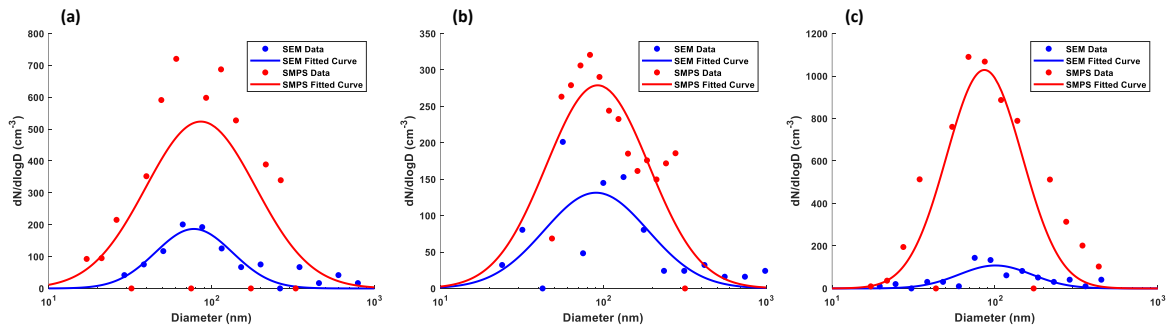 (a)
800
700
600
500
400
300
200
100
0
dN/dlogD (cm-3)
SEM Data
SEM Fitted Curve
SMPS Data
SMPS Fitted Curve
101
102
103
Diameter (nm)
(b)
350
300
250
200
150
100
50
0
dN/dlogD (cm-3)
SEM Data
SEM Fitted Curve
SMPS Data
SMPS Fitted Curve
101
102
103
Diameter (nm)
(c)
1200
1000
800
600
400
200
0
dN/dlogD (cm-3)
SEM Data
SEM Fitted Curve
SMPS Data
SMPS Fitted Curve
101
102
103
Diameter (nm)